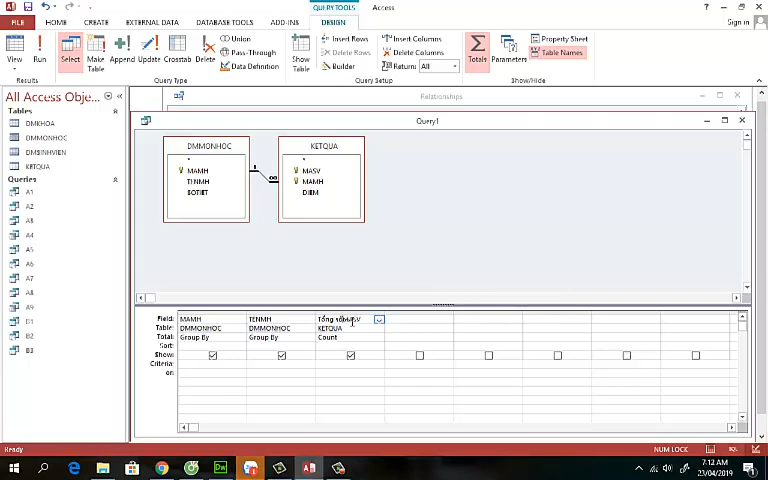 QUERY TOOLS
Access
Sign in
FILE HOME CREATE EXTERNAL DATA DATABASE TOOLS ADD-INS DESIGN
View
Run
Results
Select
Make Table
Append
Update
Crosstab
Delete
Union
Pass-Through
Data Definition
Query Type
Show Table
Insert Rows
Delete Rows
Builder
Insert Columns
Delete Columns
Return: All
Query Setup
Totals
Parameters
Property Sheet
Table Names
Show/Hide
All Access Obje...
Tables
DMKHOA
DMMONHOC
DMSINHVIEN
KETQUA
Queries
A1
A2
A3
A4
A5
A6
A7
A8
A9
B1
B2
B3
Relationships
Query1
DMMONHOC
*
MAMH
TENMH
SOTIET
1
∞
KETQUA
*
MASV
MAMH
DIEM
Field: MAMH TENMH Tổng
Table: DMMONHOC DMMONHOC KETQUA
Total: Group By Group By Count
Sort:
Show:
Criteria:
or:
Ready
NUM LOCK
SQL
7:12 AM
23/04/2019